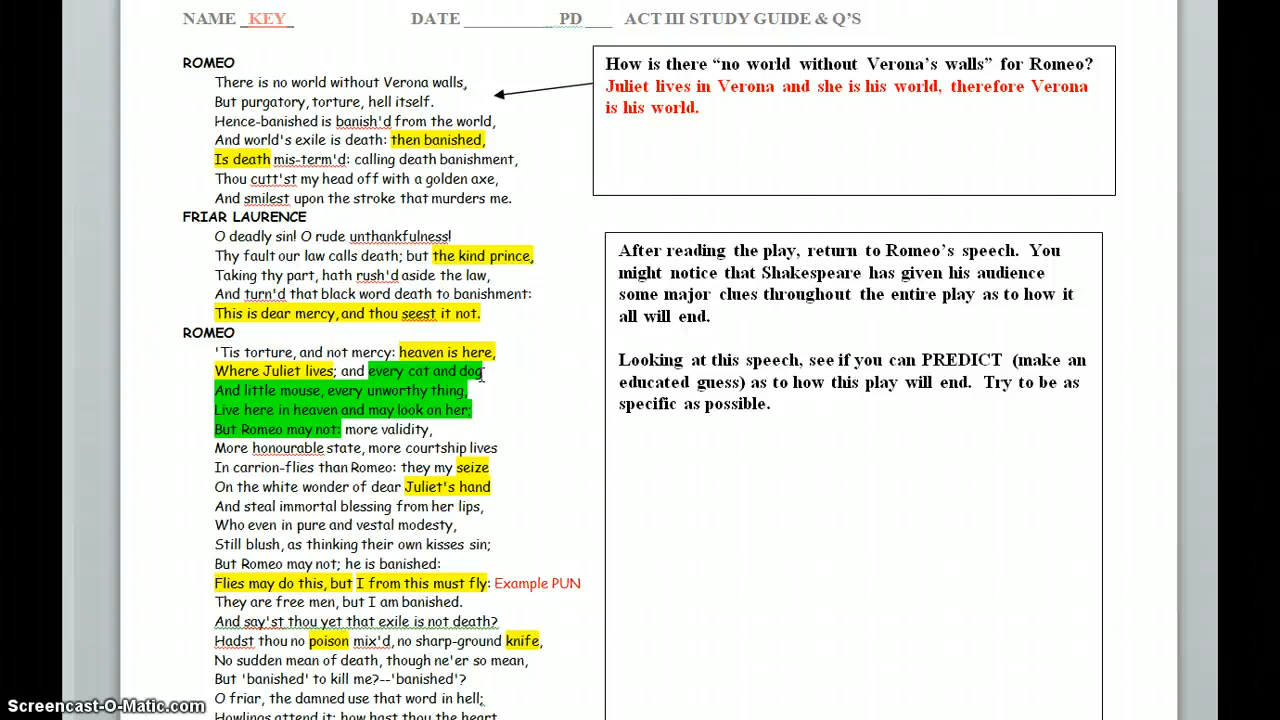 NAME _KEY_ DATE __________PD ___ ACT III STUDY GUIDE & Q'S
ROMEO
There is no world without Verona walls,
But purgatory, torture, hell itself.
Hence-banished is banish'd from the world,
And world's exile is death: then banished,
Is death mis-term'd: calling death banishment,
Thou cutt'st my head off with a golden axe,
And smilest upon the stroke that murders me.
FRIAR LAURENCE
O deadly sin! O rude unthankfulness!
Thy fault our law calls death; but the kind prince,
Taking thy part, hath rush'd aside the law,
And turn'd that black word death to banishment:
This is dear mercy, and thou seest it not.
ROMEO
'Tis torture, and not mercy: heaven is here,
Where Juliet lives; and every cat and dog
And little mouse, every unworthy thing,
Live here in heaven and may look on her;
But Romeo may not: more validity,
More honourable state, more courtship lives
In carrion-flies than Romeo: they my seize
On the white wonder of dear Juliet's hand
And steal immortal blessing from her lips,
Who even in pure and vestal modesty,
Still blush, as thinking their own kisses sin;
But Romeo may not; he is banished:
Flies may do this, but I from this must fly: Example PUN
They are free men, but I am banished.
And say'st thou yet that exile is not death?
Hadst thou no poison mix'd, no sharp-ground knife,
No sudden mean of death, though ne'er so mean,
But 'banished' to kill me?--'banished'?
O friar, the damned use that word in hell;
Howlings attend it: how hast thou the heart
How is there "no world without Verona's walls" for Romeo?
Juliet lives in Verona and she is his world, therefore Verona
is his world.
After reading the play, return to Romeo's speech. You
might notice that Shakespeare has given his audience
some major clues throughout the entire play as to how it
all will end.
Looking at this speech, see if you can PREDICT (make an
educated guess) as to how this play will end. Try to be as
specific as possible.
Screencast-O-Matic.com